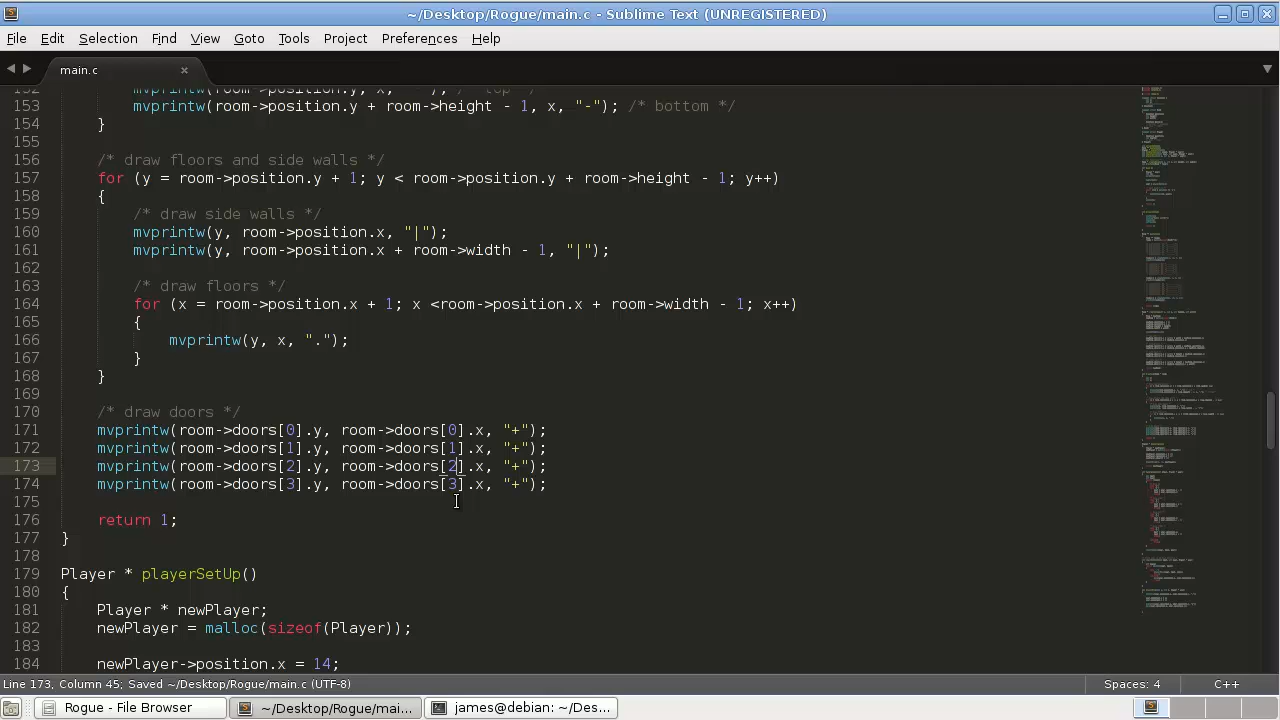 ~/Desktop/Rogue/main.c - Sublime Text (UNREGISTERED)
File Edit Selection Find View Goto Tools Project Preferences Help
main.c
152 mvprintw(room->position.y, x, top */
153 mvprintw(room->position.y + room->height - 1, x, "-"); /* bottom */
154 }
155
156 /* draw floors and side walls */
157 for (y = room->position.y + 1; y < room->position.y + room->height - 1; y++)
158 {
159 /* draw side walls */
160 mvprintw(y, room->position.x, "|");
161 mvprintw(y, room->position.x + room->width - 1, "|");
162
163 /* draw floors */
164 for (x = room->position.x + 1; x < room->position.x + room->width - 1; x++)
165 {
166 mvprintw(y, x, ".");
167 }
168 }
169
170 /* draw doors */
171 mvprintw(room->doors[0].y, room->doors[0].x, "+");
172 mvprintw(room->doors[1].y, room->doors[1].x, "+");
173 mvprintw(room->doors[2].y, room->doors[2].x, "+");
174 mvprintw(room->doors[3].y, room->doors[3].x, "+");
175
176 return 1;
177 }
178
179 Player * playerSetUp()
180 {
181 Player * newPlayer;
182 newPlayer = malloc(sizeof(Player));
183
184 newPlayer->position.x = 14;
Line 173, Column 45; Saved ~/Desktop/Rogue/main.c (UTF-8) Spaces: 4 C++
Rogue - File Browser ~/Desktop/Rogue/mai... james@debian: ~/Des...